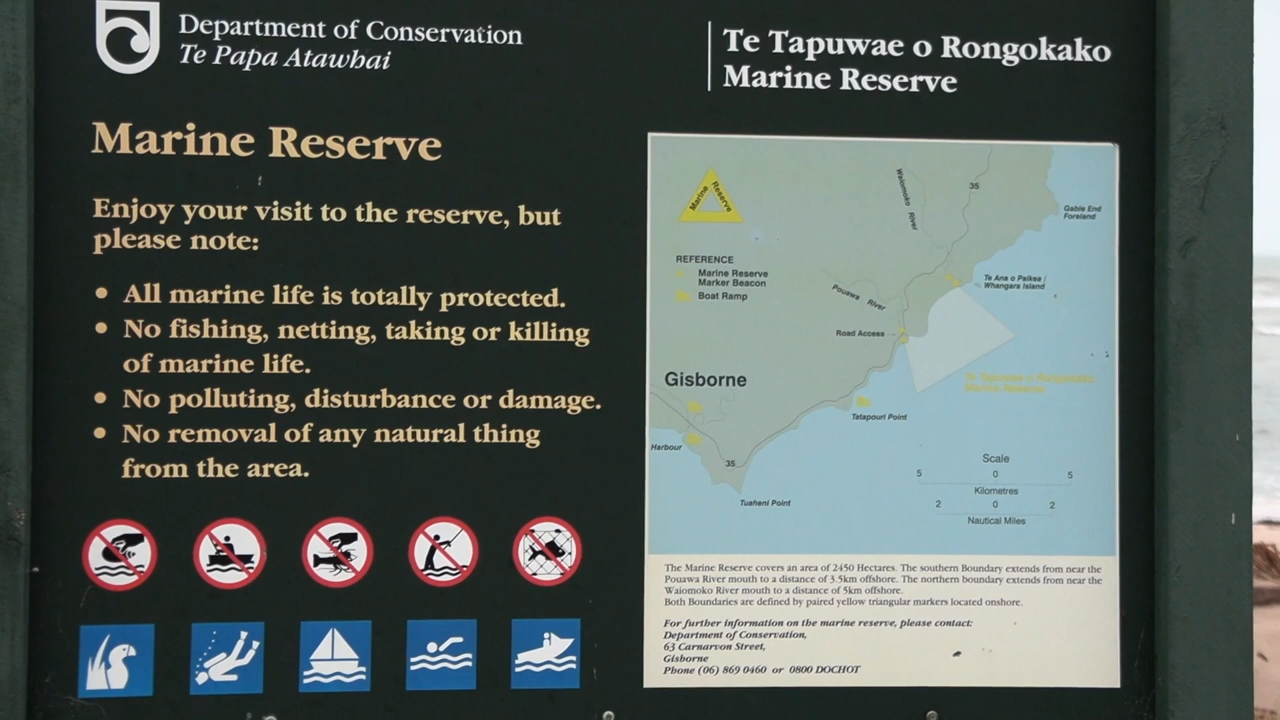 Department of Conservation
Te Papa Atawhai
Te Tapuwae o Rongokako
Marine Reserve
Marine Reserve
Enjoy your visit to the reserve, but
please note:
• All marine life is totally protected.
• No fishing, netting, taking or killing
of marine life.
• No polluting, disturbance or damage.
• No removal of any natural thing
from the area.
Marine Reserve
Waiomoko River
35
Gable End
Foreland
REFERENCE
Marine Reserve
Marker Beacon
Boat Ramp
Te Ana o Paikea /
Whangara Island
Pouawa River
Road Access
Gisborne
Te Tapuwae o Rongokako
Marine Reserve
Tatapouri Point
Harbour
35
Tuaheni Point
Scale
5 0 5
Kilometres
2 0 2
Nautical Miles
The Marine Reserve covers an area of 2450 Hectares. The southern Boundary extends from near the
Pouawa River mouth to a distance of 3.5km offshore. The northern boundary extends from near the
Waiomoko River mouth to a distance of 5km offshore.
Both Boundaries are defined by paired yellow triangular markers located onshore.
For further information on the marine reserve, please contact:
Department of Conservation,
63 Carnarvon Street,
Gisborne
Phone (06) 869 0460 or 0800 DOCHOT